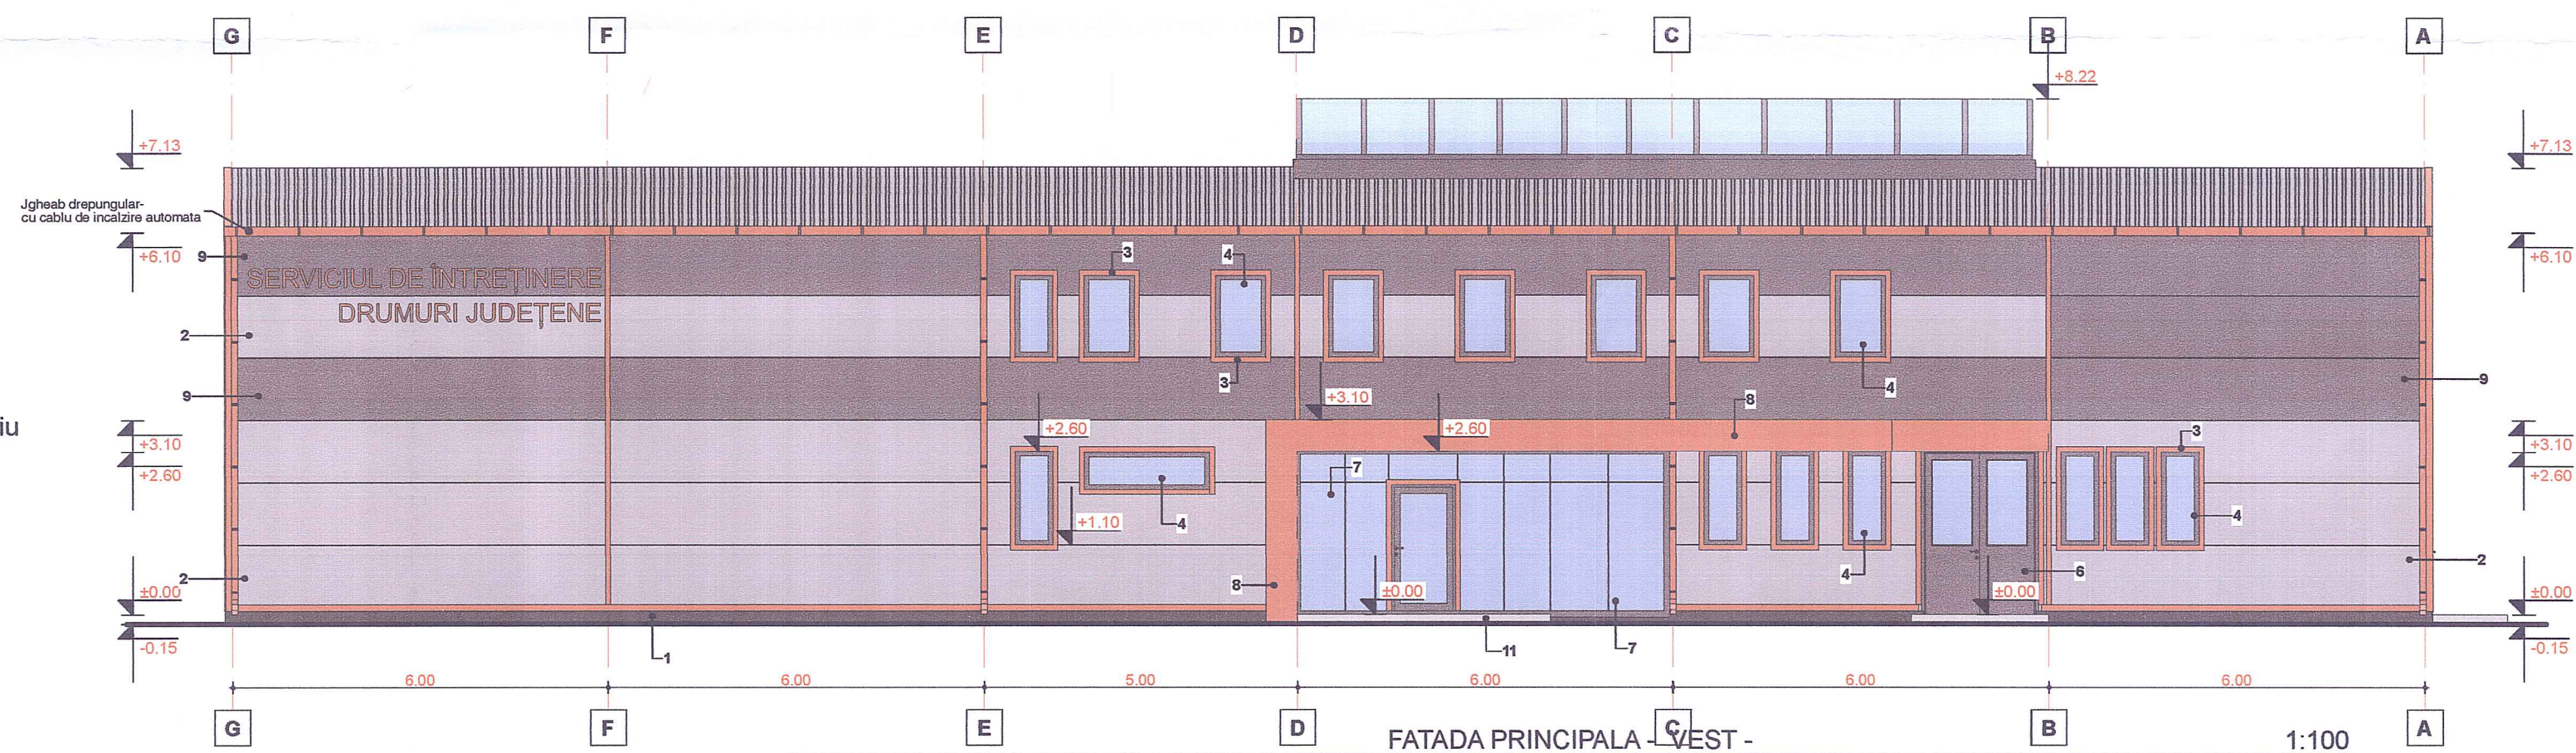 G F E D C B A
+8.22
+7.13 +7.13
Jgheab drepungular-
cu cablu de incalzire automata
+6.10 9 3 4 +6.10
SERVICIUL DE ÎNTREȚINERE
DRUMURI JUDEȚENE
2
3 4 9
9 +3.10 8
iu
+3.10 +2.60 +2.60 3 +3.10
+2.60 7 +2.60
4 +1.10 4
2 8 4 6 2
±0.00 ±0.00 ±0.00 ±0.00
-0.15 1 11 7 -0.15
6.00 6.00 5.00 6.00 6.00 6.00
G F E D C B A
FATADA PRINCIPALA - VEST - 1:100